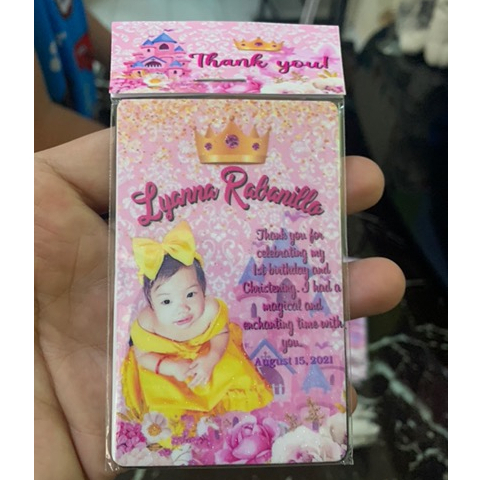 Thank you!
Lyanna Rabanillo
Thank you for
celebrating my
1st birthday and
Christening. I had a
magical and
enchanting time with
you.
August 15, 2021